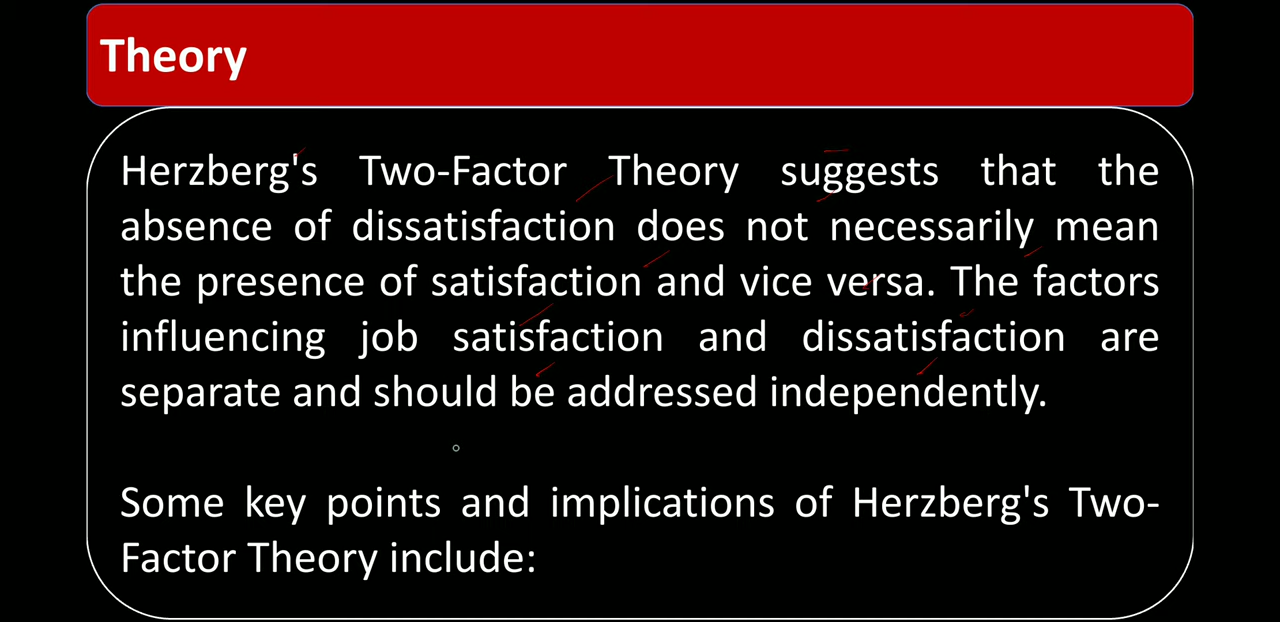 Theory
Herzberg's Two-Factor Theory suggests that the
absence of dissatisfaction does not necessarily mean
the presence of satisfaction and vice versa. The factors
influencing job satisfaction and dissatisfaction are
separate and should be addressed independently.
Some key points and implications of Herzberg's Two-
Factor Theory include: